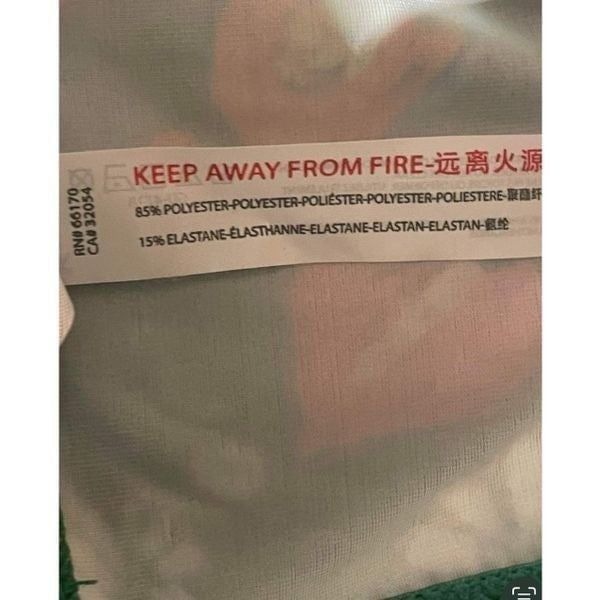 KEEP AWAY FROM FIRE-远离火源
85% POLYESTER-POLYESTER-POLIÉSTER-POLYESTER-POLIESTERE-聚酯纤
15% ELASTANE-ÉLASTHANNE-ELASTANE-ELASTAN-ELASTAN-氨纶
RN# 66170
CA# 32054